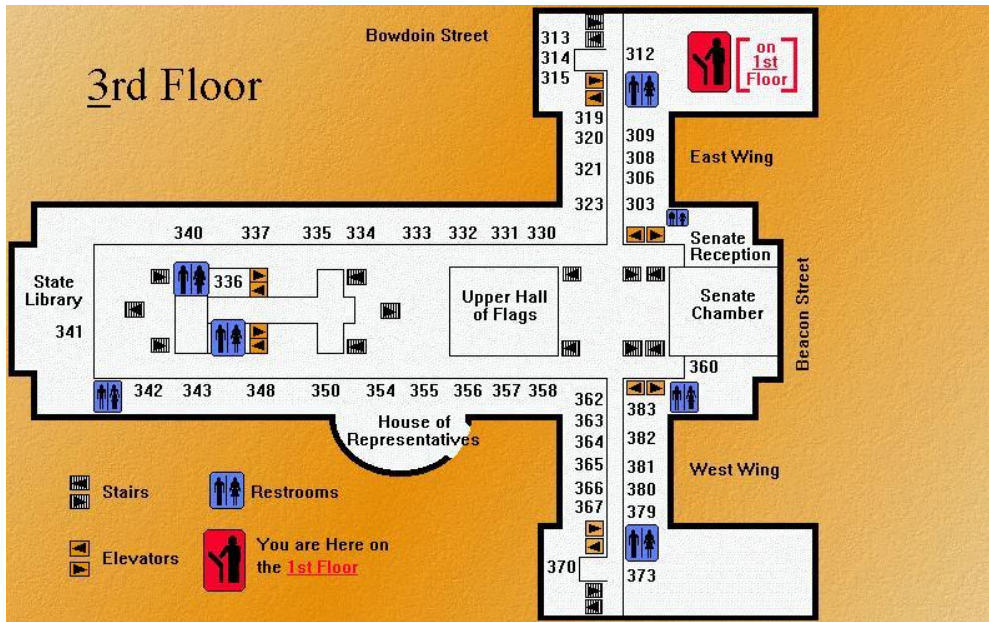 3rd Floor
Bowdoin Street
313
314
315
312
on
1st
Floor
319
320
321
323
309
308
306
303
East Wing
340
337
335
334
333
332
331
330
Senate
Reception
State
Library
341
336
Upper Hall
of Flags
Senate
Chamber
Beacon Street
360
342
343
348
350
354
355
356
357
358
House of
Representatives
362
363
364
365
366
367
383
382
381
380
379
West Wing
370
373
Stairs
Restrooms
Elevators
You are Here on
the 1st Floor